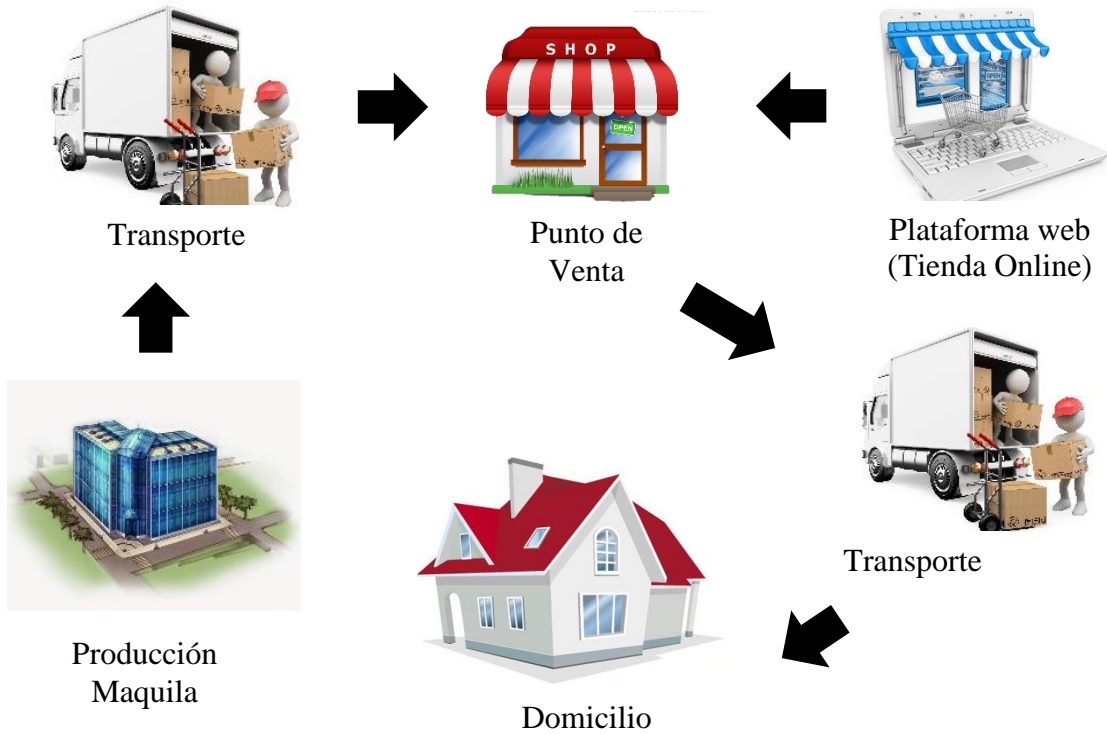 SHOP
OPEN
Transporte
Punto de
Venta
Plataforma web
(Tienda Online)
Transporte
Producción
Maquila
Domicilio